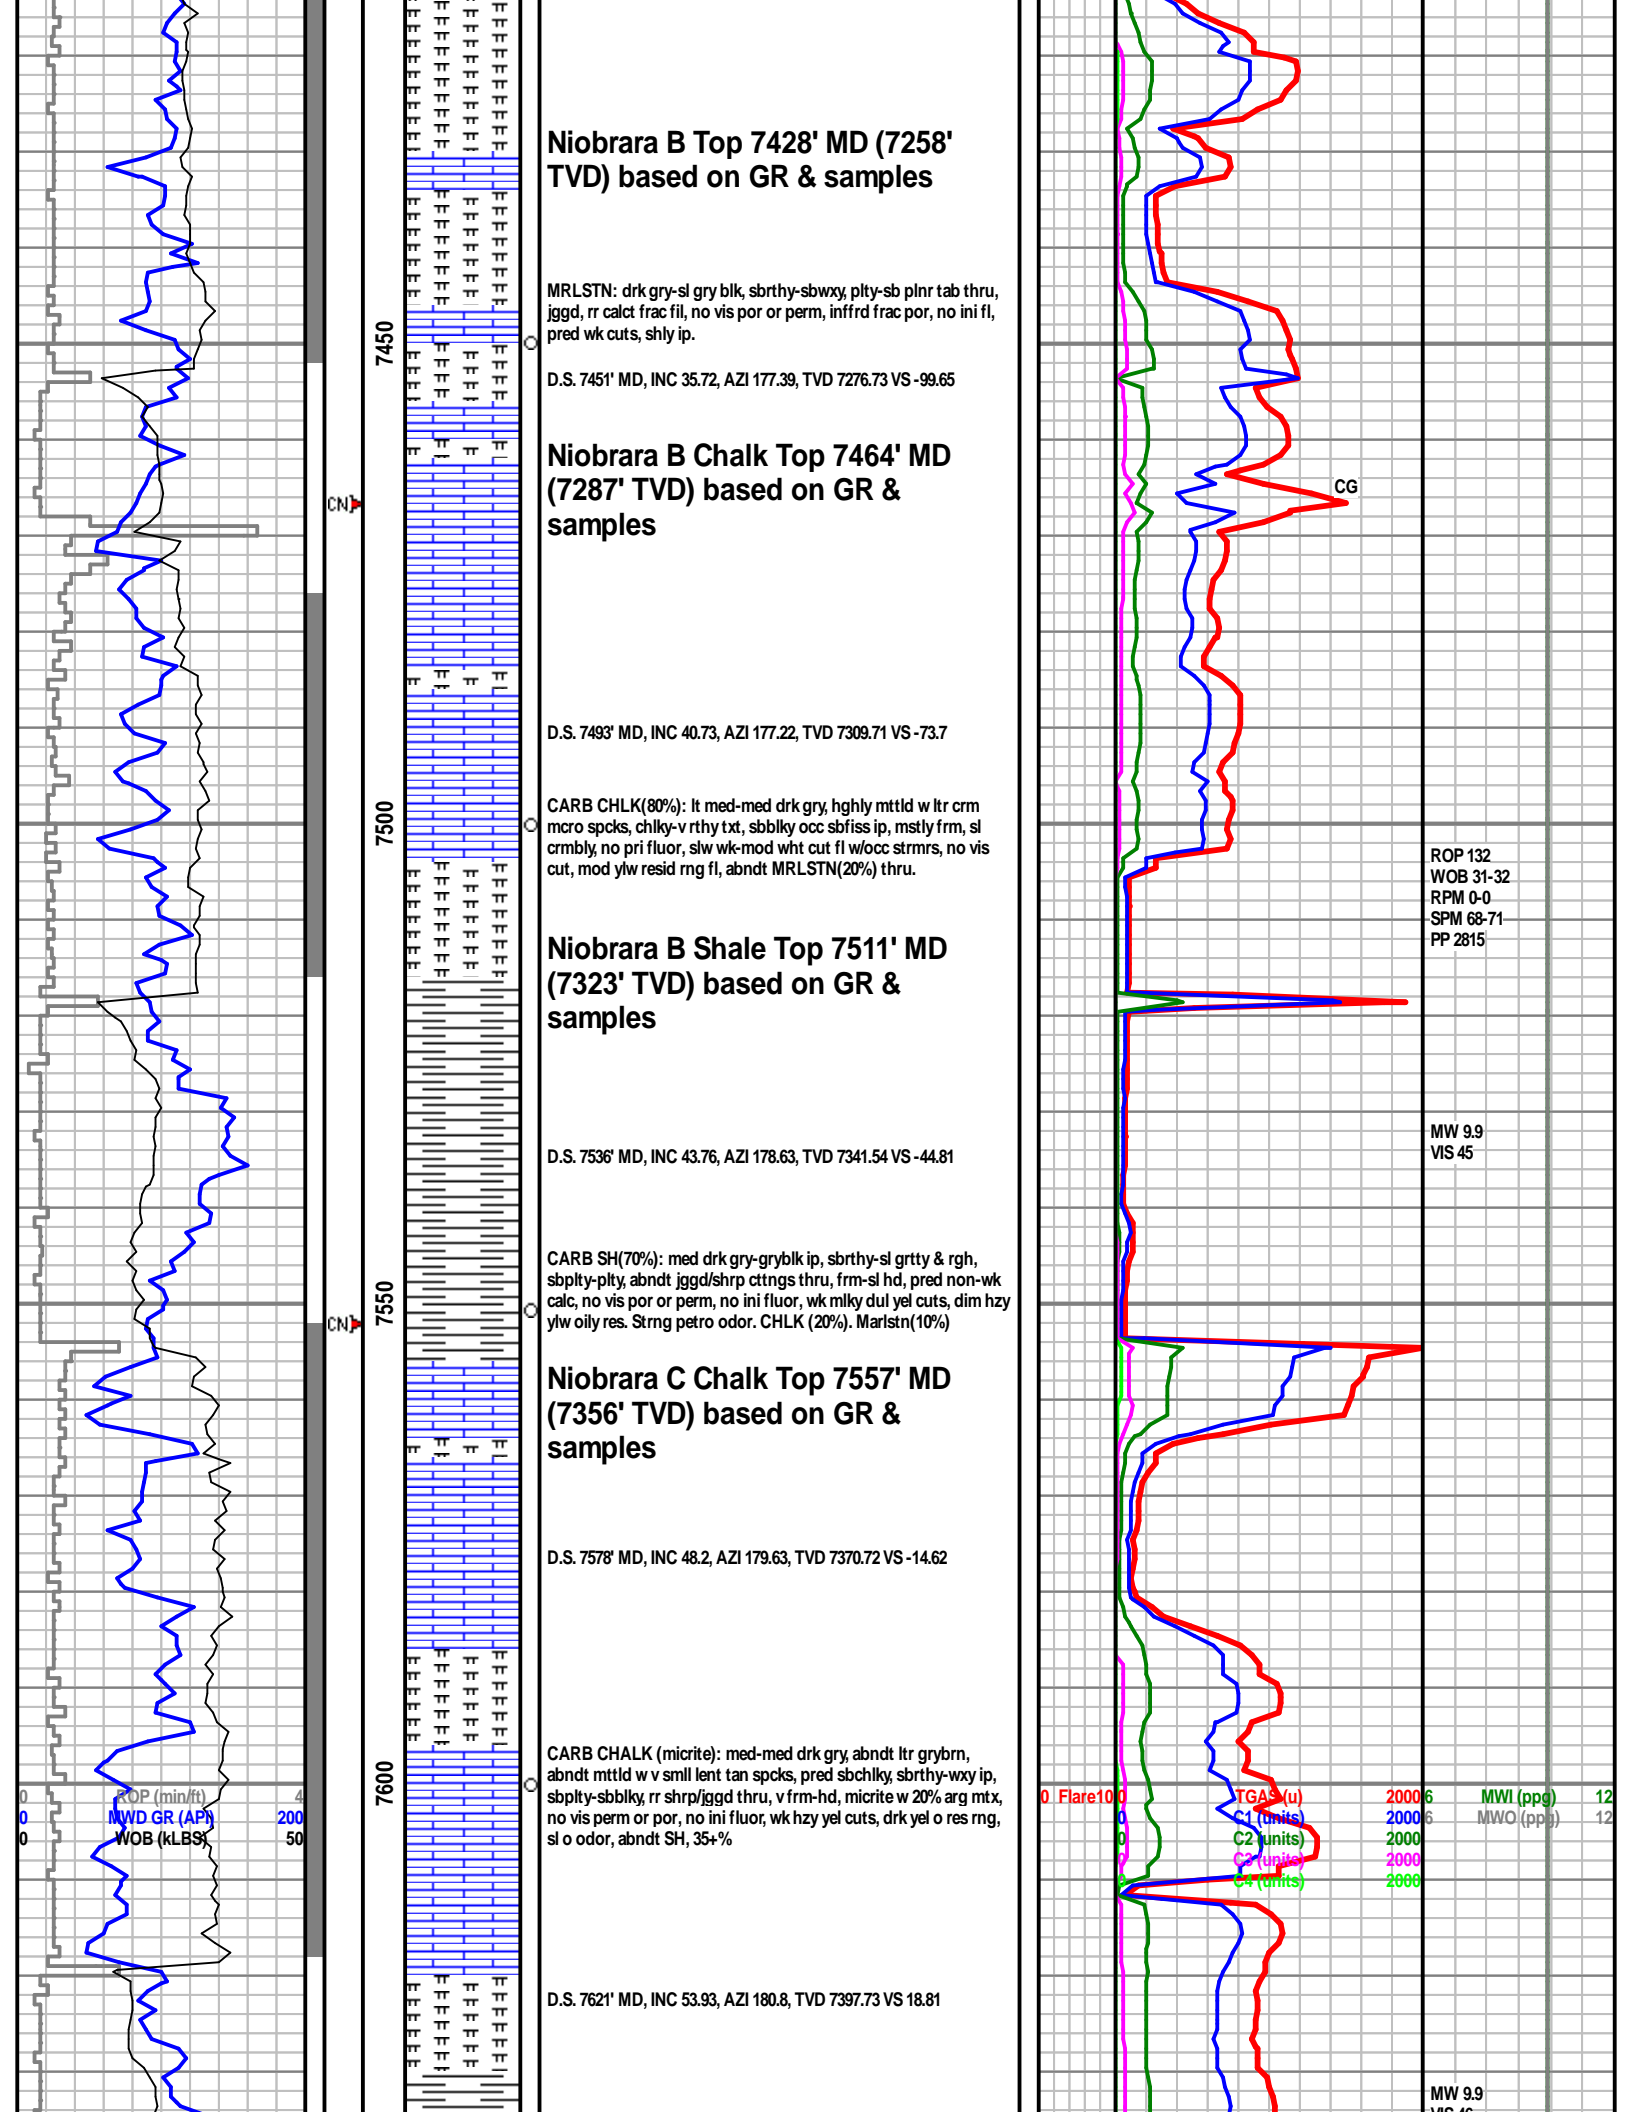 Niobrara B Top 7428' MD (7258'
TVD) based on GR & samples
MRLSTN: drk gry-sl gry blk, sbrthy-sbwxy, plty-sb plnr tab thru,
jggd, rr calct frac fil, no vis por or perm, inffrd frac por, no ini fl,
pred wk cuts, shly ip.
7450
D.S. 7451' MD, INC 35.72, AZI 177.39, TVD 7276.73 VS -99.65
Niobrara B Chalk Top 7464' MD
(7287' TVD) based on GR &
samples
CN
CG
D.S. 7493' MD, INC 40.73, AZI 177.22, TVD 7309.71 VS -73.7
7500
CARB CHLK(80%): lt med-med drk gry, hghly mttld w ltr crm
mcro spcks, chlky-v rthy txt, sbblky occ sbfiss ip, mstly frm, sl
crmbly, no pri fluor, slw wk-mod wht cut fl w/occ strmrs, no vis
cut, mod ylw resid rng fl, abndt MRLSTN(20%) thru.
ROP 132
WOB 31-32
RPM 0-0
SPM 68-71
PP 2815
Niobrara B Shale Top 7511' MD
(7323' TVD) based on GR &
samples
MW 9.9
VIS 45
D.S. 7536' MD, INC 43.76, AZI 178.63, TVD 7341.54 VS -44.81
7550
CARB SH(70%): med drk gry-gryblk ip, sbrthy-sl grtty & rgh,
sbplty-plty, abndt jggd/shrp cttngs thru, frm-sl hd, pred non-wk
calc, no vis por or perm, no ini fluor, wk mlky dul yel cuts, dim hzy
ylw oily res. Strng petro odor. CHLK (20%). Marlstn(10%)
CN
Niobrara C Chalk Top 7557' MD
(7356' TVD) based on GR &
samples
D.S. 7578' MD, INC 48.2, AZI 179.63, TVD 7370.72 VS -14.62
7600
CARB CHALK (micrite): med-med drk gry, abndt ltr grybrn,
abndt mttld w v smll lent tan spcks, pred sbchlky, sbrthy-wxy ip,
sbplty-sbblky, rr shrp/jggd thru, v frm-hd, micrite w 20% arg mtx,
no vis perm or por, no ini fluor, wk hzy yel cuts, drk yel o res rng,
sl o odor, abndt SH, 35+%
0 ROP (min/ft) 4
0 MWD GR (API) 200
0 WOB (kLBS) 50
0 Flare 100 TGAS (u) 2000 6 MWI (ppg) 12
0 C1 (units) 2000 6 MWO (ppg) 12
0 C2 (units) 2000
0 C3 (units) 2000
0 C4 (units) 2000
D.S. 7621' MD, INC 53.93, AZI 180.8, TVD 7397.73 VS 18.81
MW 9.9